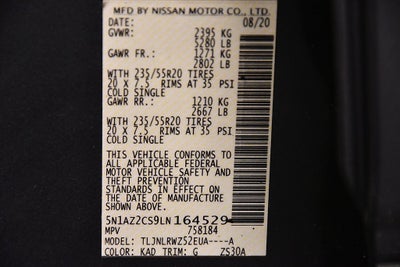 MFD BY NISSAN MOTOR CO., LTD.
DATE: 08/20
GVWR: 2395 KG
5280 LB
GAWR FR.: 1271 KG
2802 LB
WITH 235/55R20 TIRES
20 X 7.5 RIMS AT 35 PSI
COLD SINGLE
GAWR RR.: 1210 KG
2667 LB
WITH 235/55R20 TIRES
20 X 7.5 RIMS AT 35 PSI
COLD SINGLE
THIS VEHICLE CONFORMS TO
ALL APPLICABLE FEDERAL
MOTOR VEHICLE SAFETY
STANDARDS IN EFFECT ON
THE DATE OF MANUFACTURE
SHOWN ABOVE.
5N1AZ2CS9LN164529
MPV 758184
MODEL: TLJNLRWZ52EUA----A
COLOR: KAD TRIM: G ZS30A